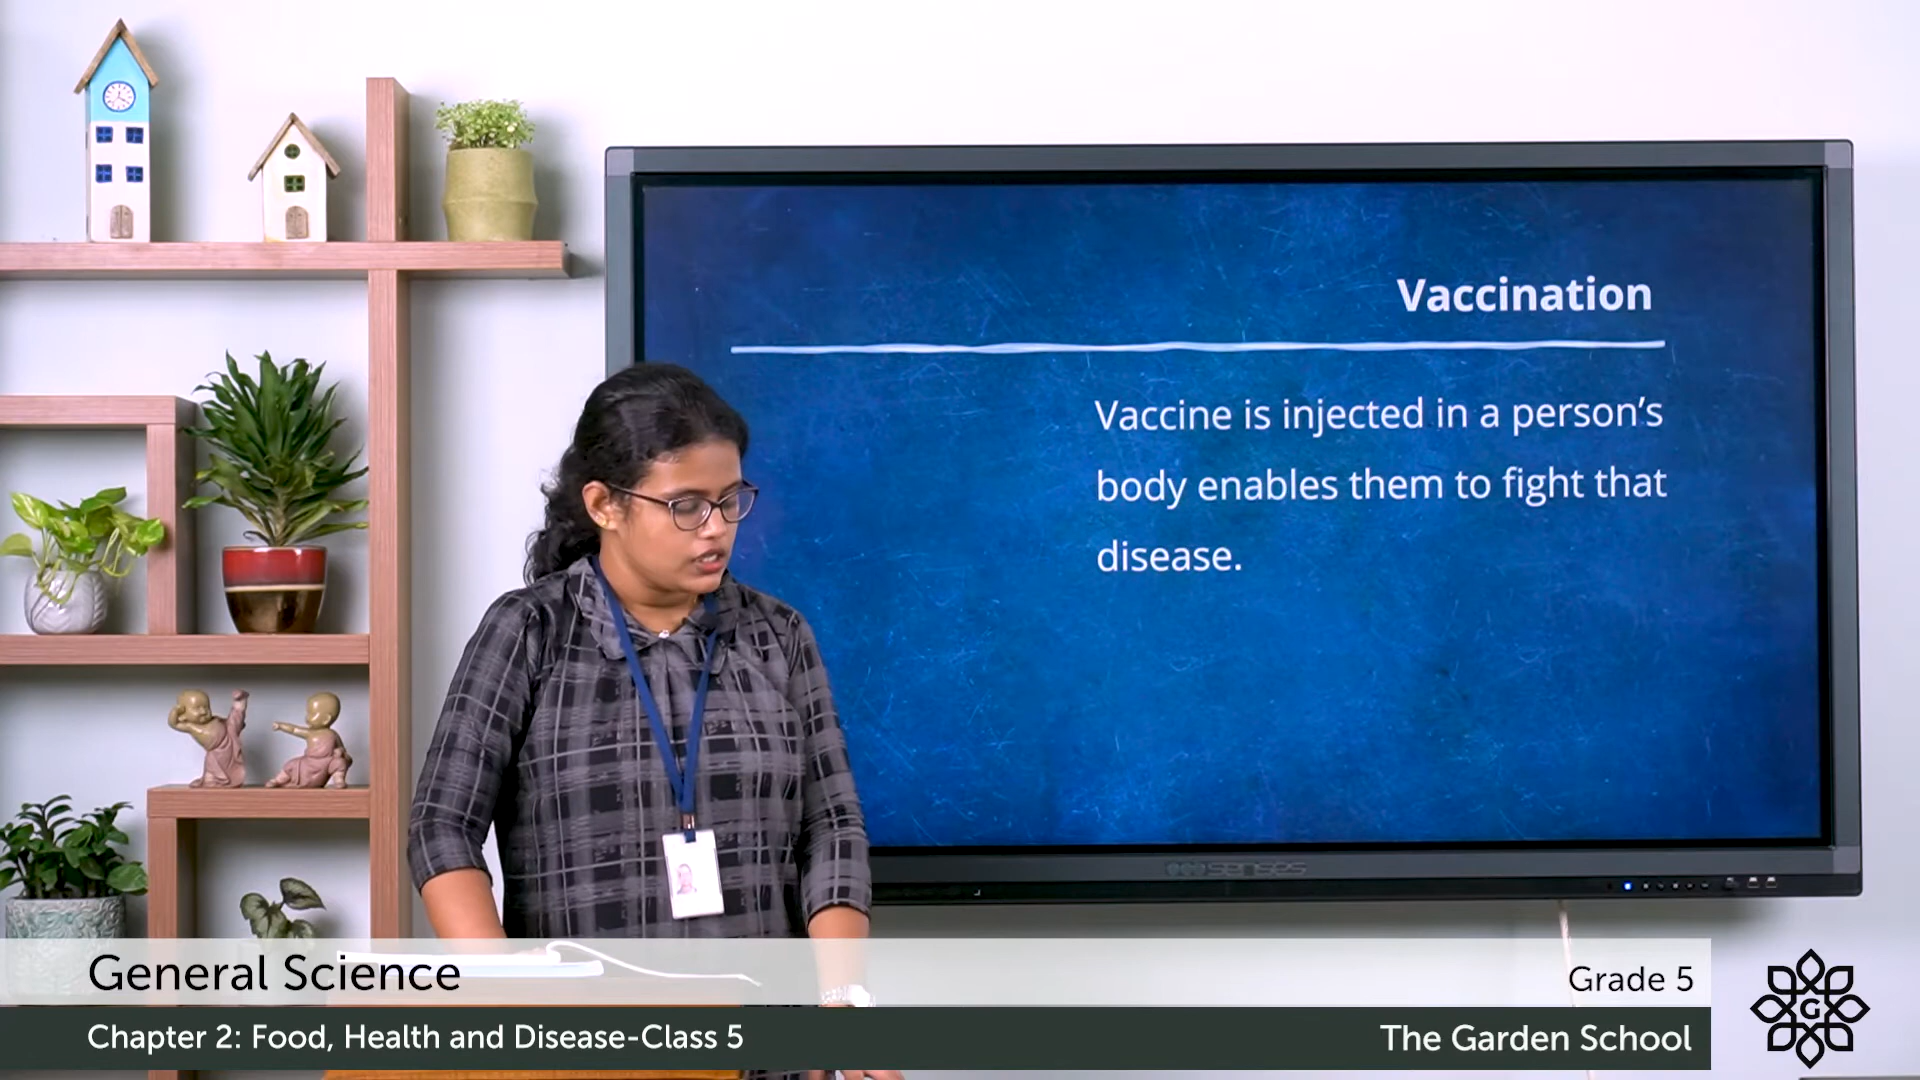 Vaccination
Vaccine is injected in a person's
body enables them to fight that
disease.
senses
General Science
Grade 5
Chapter 2: Food, Health and Disease-Class 5
The Garden School
G